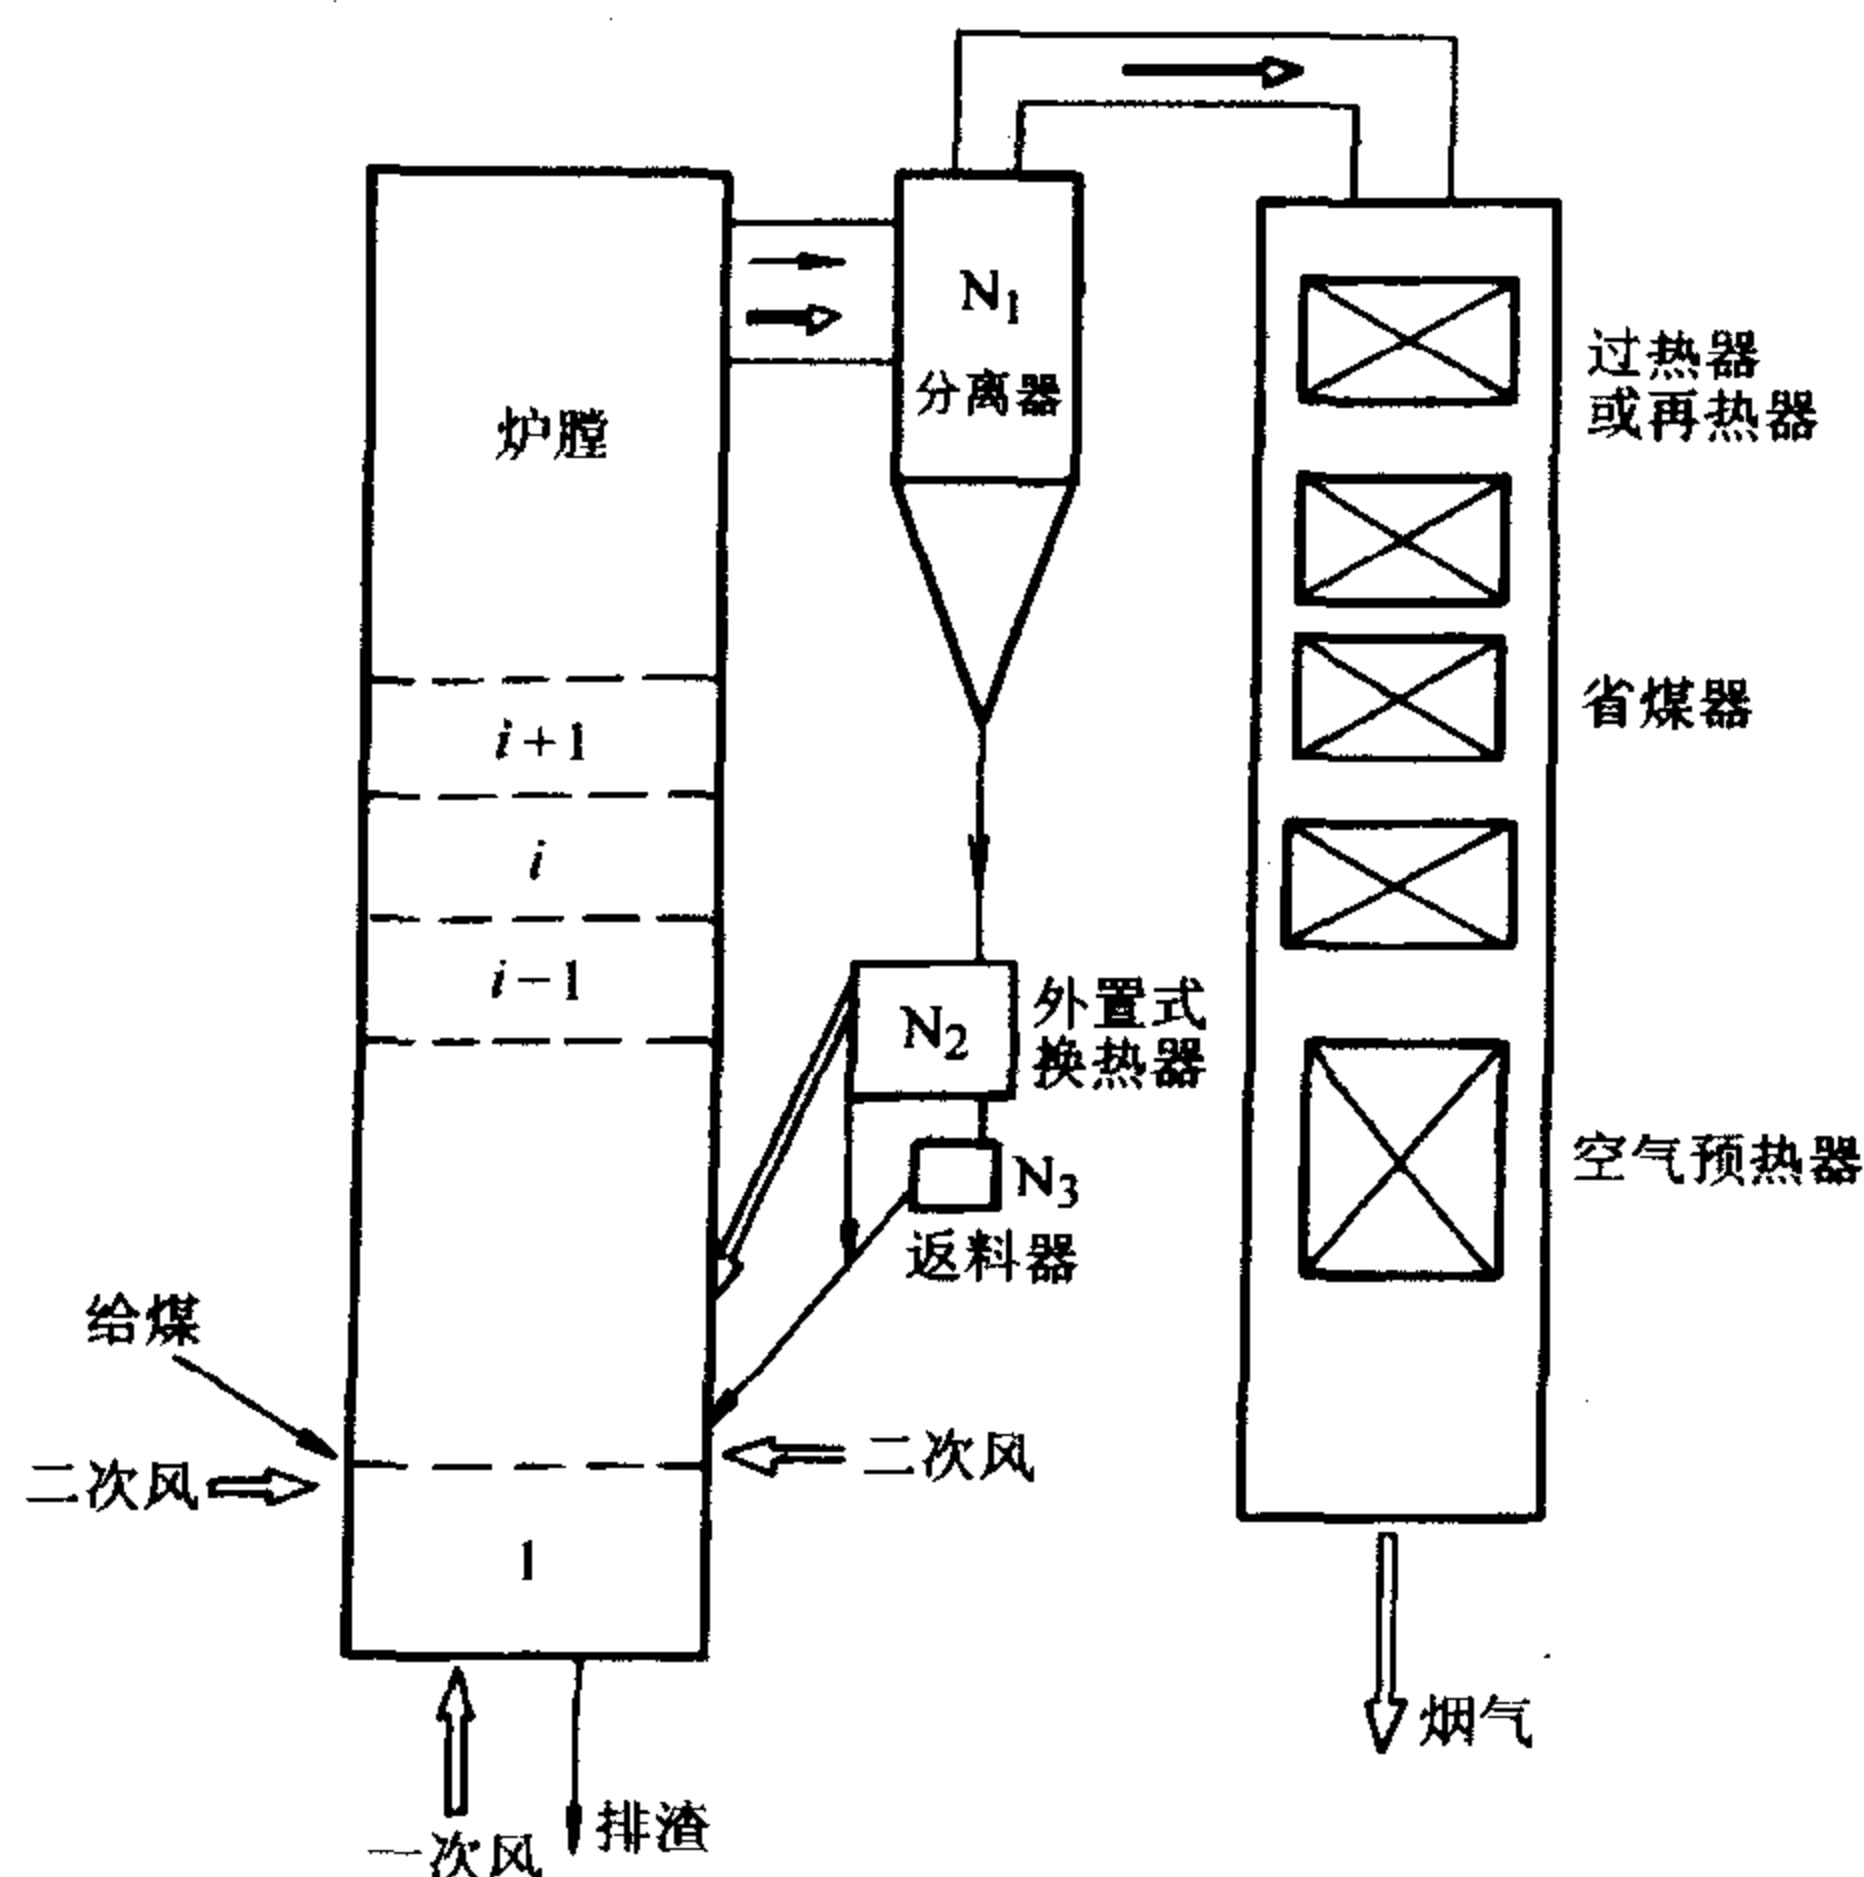 N₁
分离器
炉膛
过热器
或再热器
i+1
省煤器
i
i−1
N₂
外置式
换热器
N₃
返料器
空气预热器
给煤
二次风
二次风
1
烟气
排渣
一次风